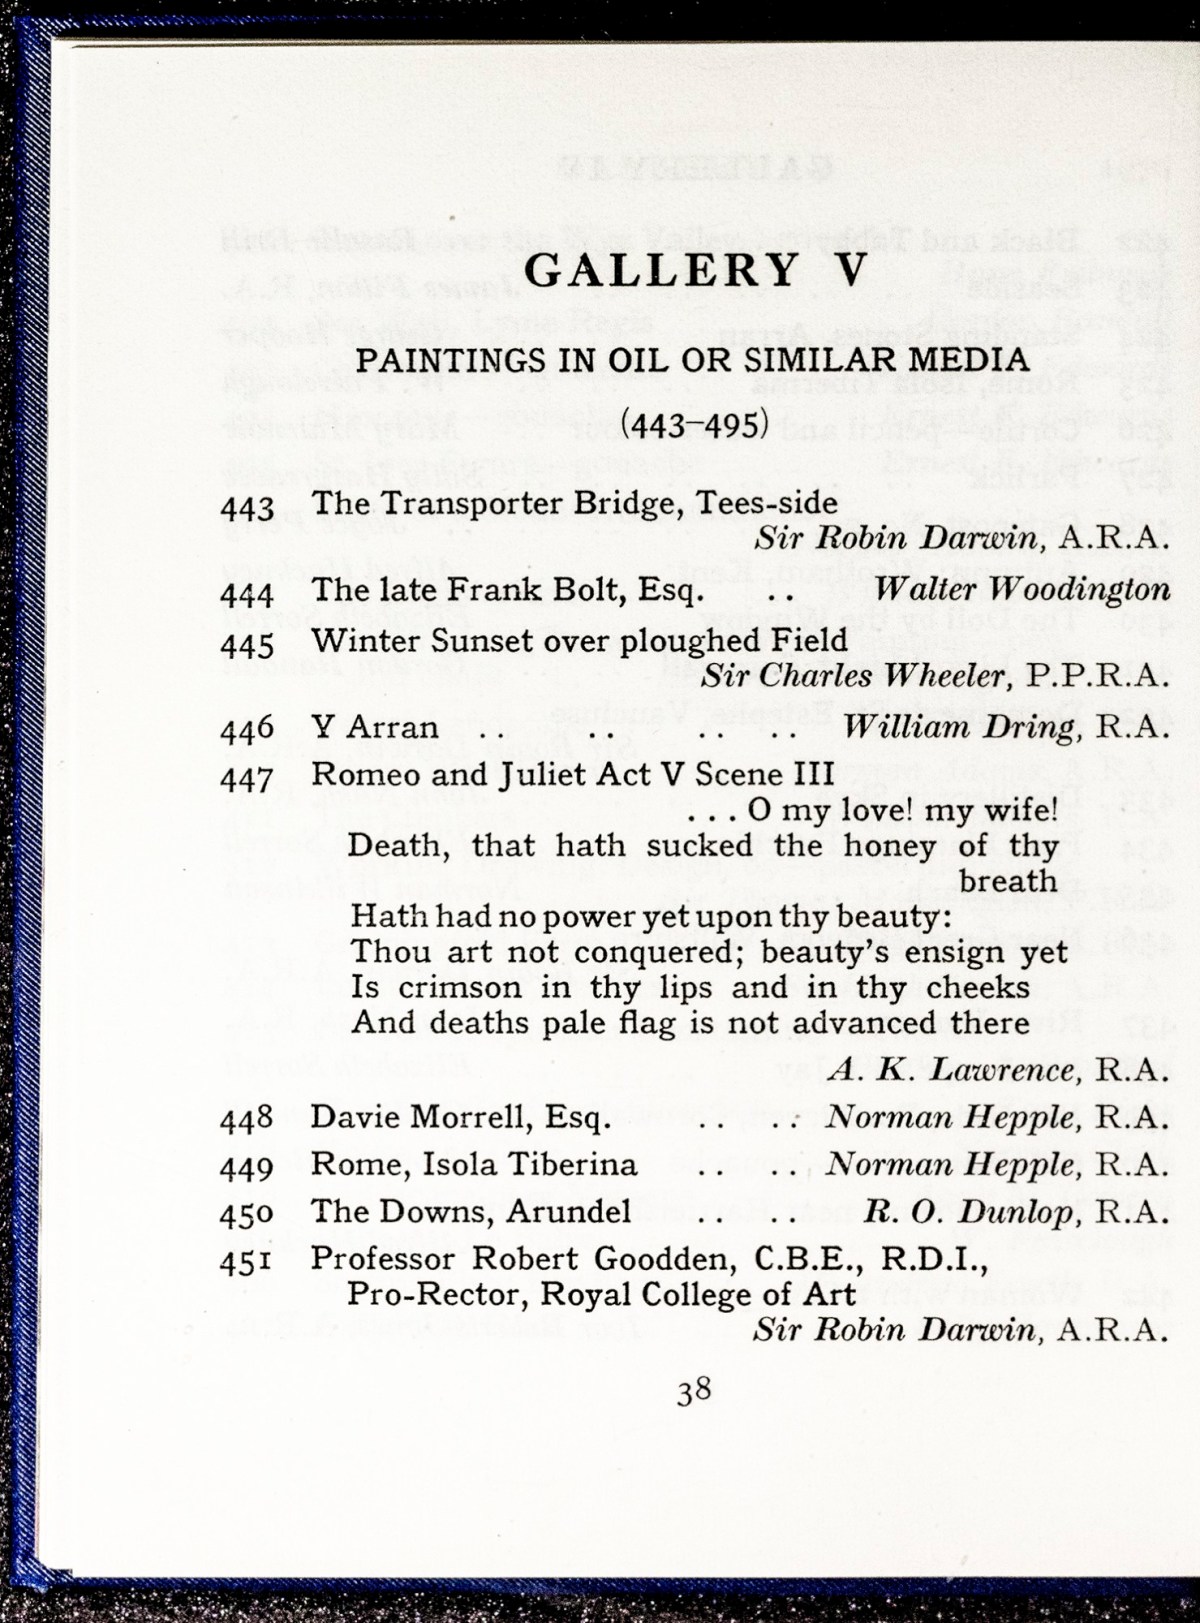 GALLERY V
PAINTINGS IN OIL OR SIMILAR MEDIA
(443–495)
443 The Transporter Bridge, Tees-side
Sir Robin Darwin, A.R.A.
444 The late Frank Bolt, Esq. .. Walter Woodington
445 Winter Sunset over ploughed Field
Sir Charles Wheeler, P.P.R.A.
446 Y Arran .. .. .. .. William Dring, R.A.
447 Romeo and Juliet Act V Scene III
... O my love! my wife!
Death, that hath sucked the honey of thy
breath
Hath had no power yet upon thy beauty:
Thou art not conquered; beauty's ensign yet
Is crimson in thy lips and in thy cheeks
And deaths pale flag is not advanced there
A. K. Lawrence, R.A.
448 Davie Morrell, Esq. .. .. Norman Hepple, R.A.
449 Rome, Isola Tiberina .. .. Norman Hepple, R.A.
450 The Downs, Arundel .. .. R. O. Dunlop, R.A.
451 Professor Robert Goodden, C.B.E., R.D.I.,
Pro-Rector, Royal College of Art
Sir Robin Darwin, A.R.A.
38